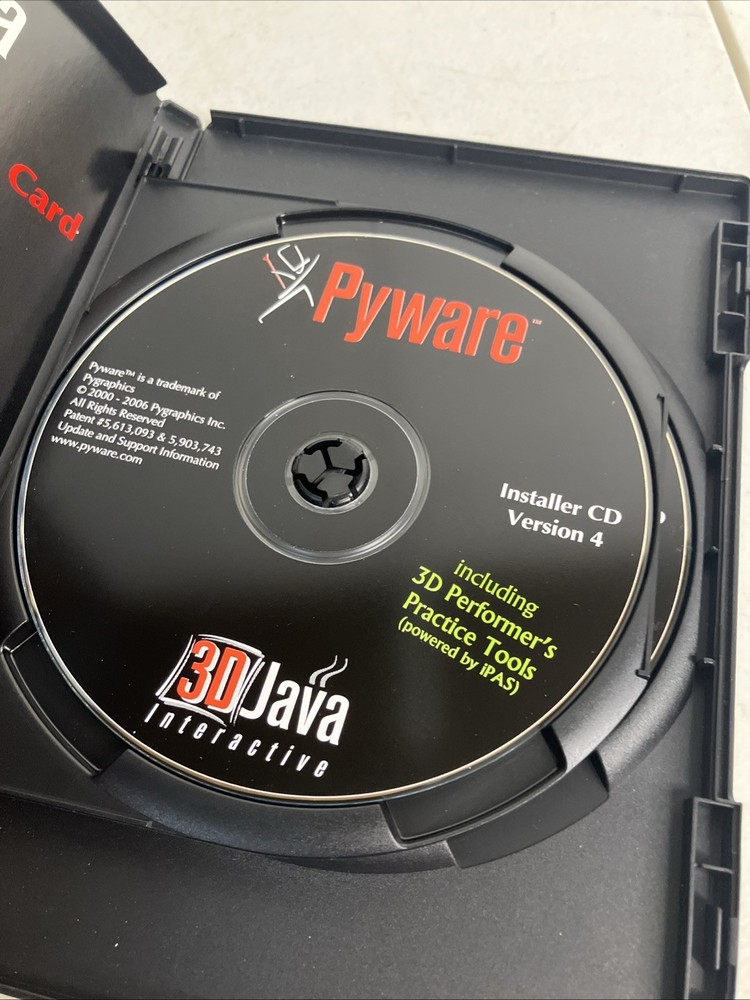 a
Card
Pyware™
Pyware™ is a trademark of
Pygraphics
© 2000 - 2006 Pygraphics Inc.
All Rights Reserved
Patent #5,613,093 & 5,903,743
Update and Support Information
www.pyware.com
Installer CD
Version 4
including
3D Performer's
Practice Tools
(powered by iPAS)
3D Java
Interactive